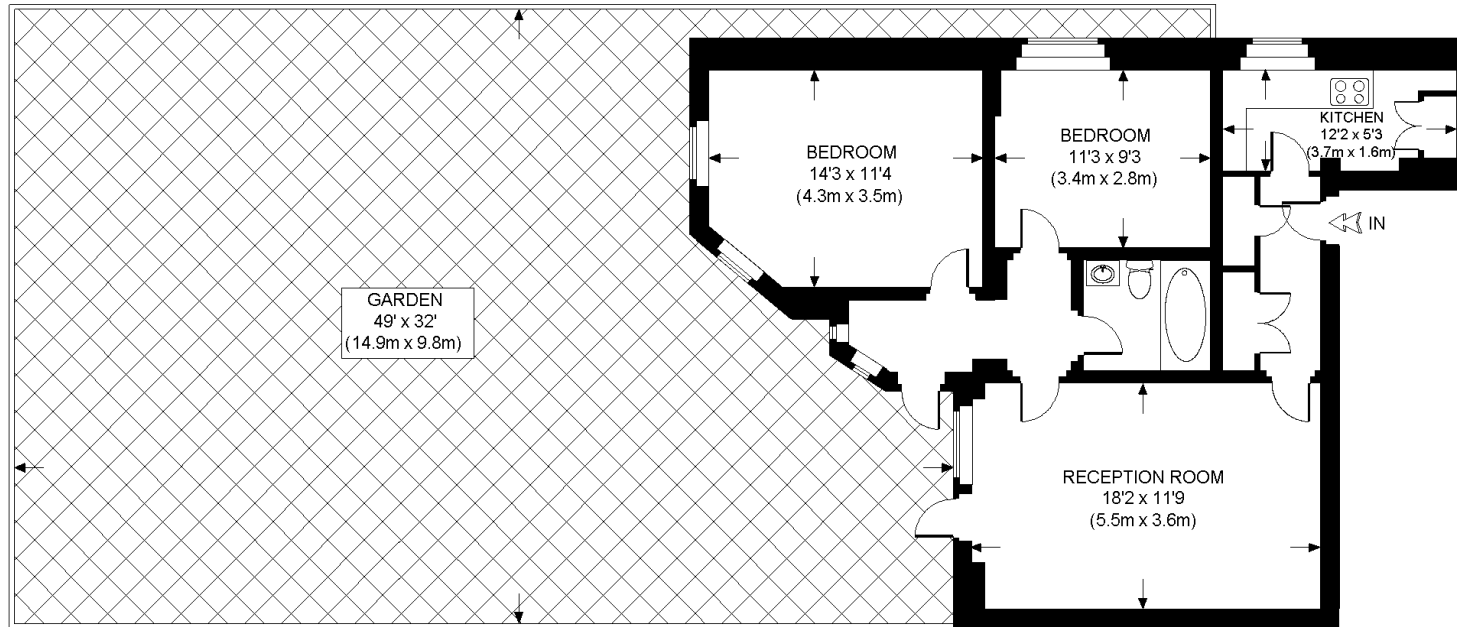 KITCHEN
12'2 x 5'3
(3.7m x 1.6m)
BEDROOM
14'3 x 11'4
(4.3m x 3.5m)
BEDROOM
11'3 x 9'3
(3.4m x 2.8m)
IN
GARDEN
49' x 32'
(14.9m x 9.8m)
RECEPTION ROOM
18'2 x 11'9
(5.5m x 3.6m)